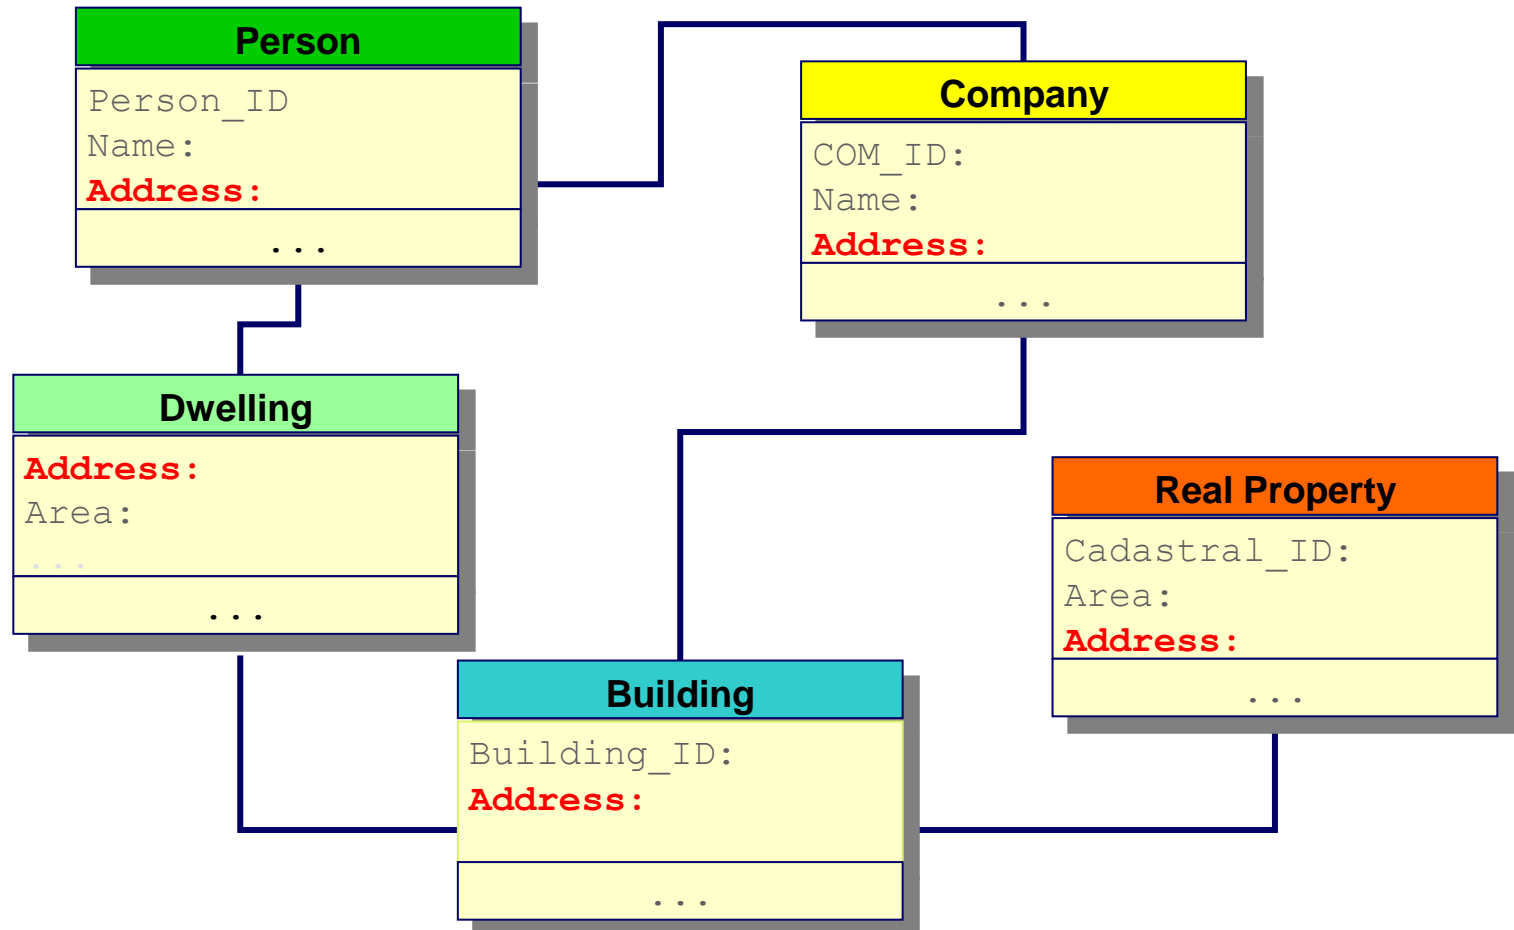 Person
Person_ID
Name:
Address:
...
Company
COM_ID:
Name:
Address:
...
Dwelling
Address:
Area:
...
...
Real Property
Cadastral_ID:
Area:
Address:
...
Building
Building_ID:
Address:
...